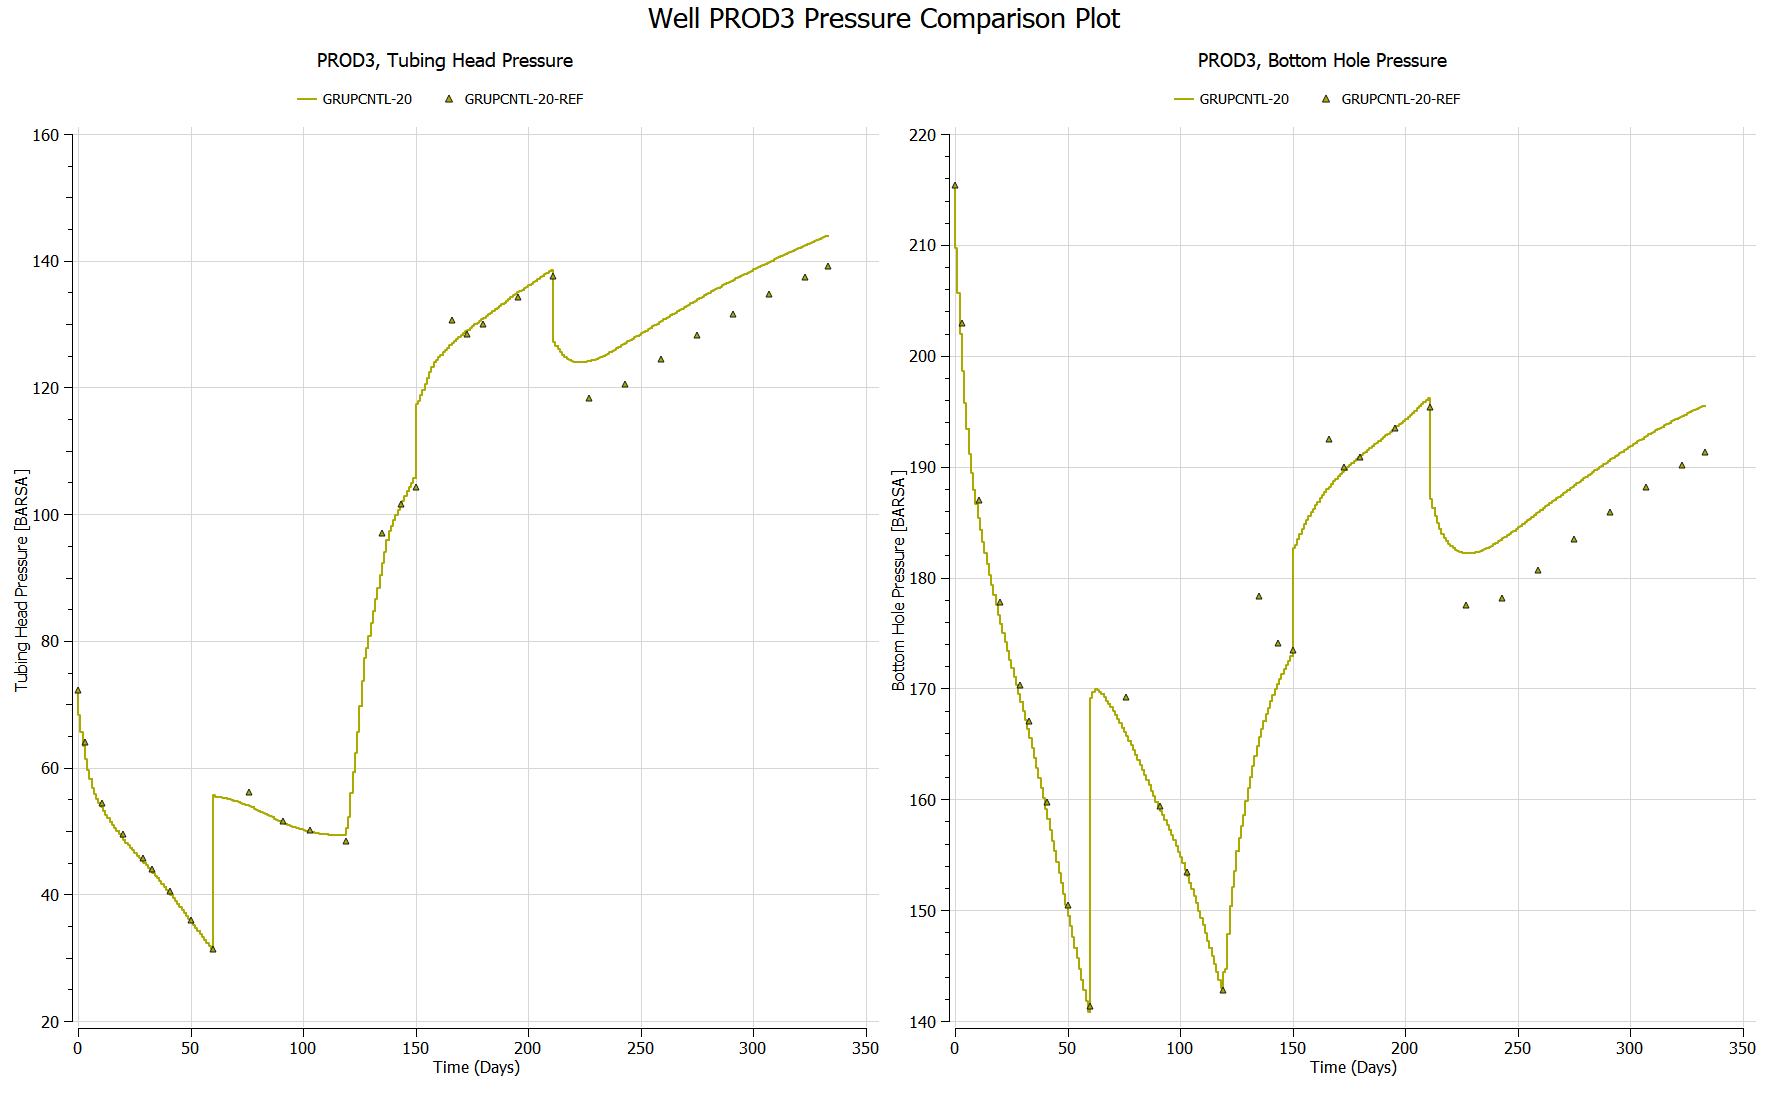 Well PROD3 Pressure Comparison Plot
PROD3, Tubing Head Pressure
GRUPCNTL-20 GRUPCNTL-20-REF
160
140
120
100
80
60
40
20
Tubing Head Pressure [BARSA]
0 50 100 150 200 250 300 350
Time (Days)
PROD3, Bottom Hole Pressure
GRUPCNTL-20 GRUPCNTL-20-REF
220
210
200
190
180
170
160
150
140
Bottom Hole Pressure [BARSA]
0 50 100 150 200 250 300 350
Time (Days)